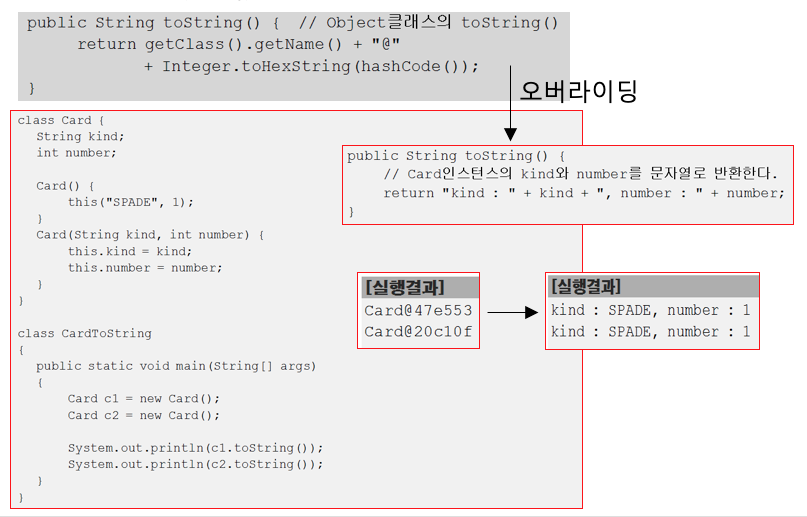 public String toString() {  // Object클래스의 toString()
return getClass().getName() + "@"
+ Integer.toHexString(hashCode());
}
오버라이딩
class Card {
String kind;
int number;
Card() {
this("SPADE", 1);
}
Card(String kind, int number) {
this.kind = kind;
this.number = number;
}
}
class CardToString
{
public static void main(String[] args)
{
Card c1 = new Card();
Card c2 = new Card();
System.out.println(c1.toString());
System.out.println(c2.toString());
}
}
public String toString() {
// Card인스턴스의 kind와 number를 문자열로 반환한다.
return "kind : " + kind + ", number : " + number;
}
[실행결과]
Card@47e553
Card@20c10f
[실행결과]
kind : SPADE, number : 1
kind : SPADE, number : 1